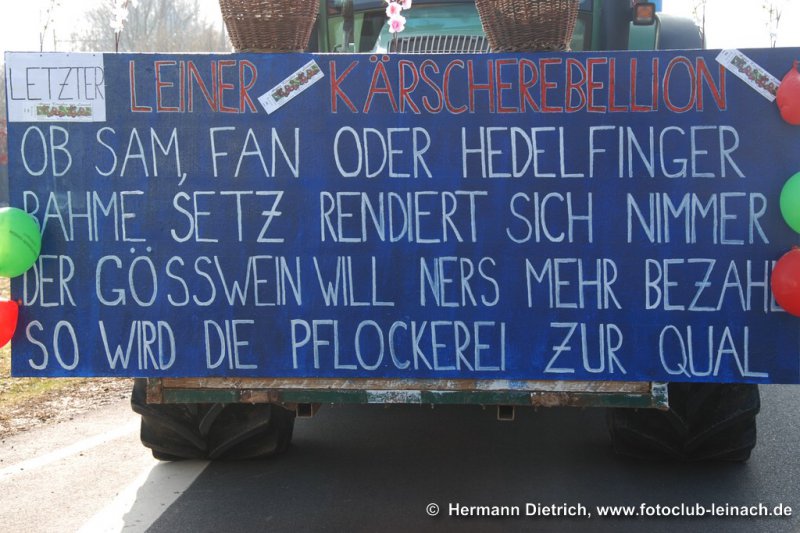 LETZTER LEINER KÄRSCHEREBELLION
OB SAM, FAN ODER HEDELFINGER
RAHME SETZ RENDIERT SICH NIMMER
DER GÖSSWEIN WILL NERS MEHR BEZAHL
SO WIRD DIE PFLOCKEREI ZUR QUAL
© Hermann Dietrich, www.fotoclub-leinach.de